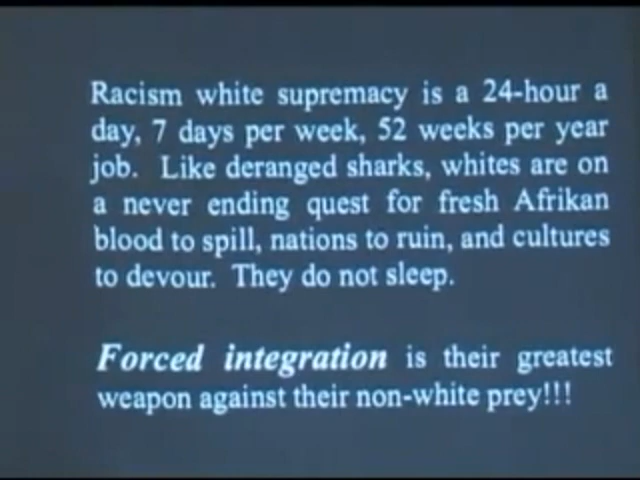 Racism white supremacy is a 24-hour a
day, 7 days per week, 52 weeks per year
job. Like deranged sharks, whites are on
a never ending quest for fresh Afrikan
blood to spill, nations to ruin, and cultures
to devour. They do not sleep.
Forced integration is their greatest
weapon against their non-white prey!!!